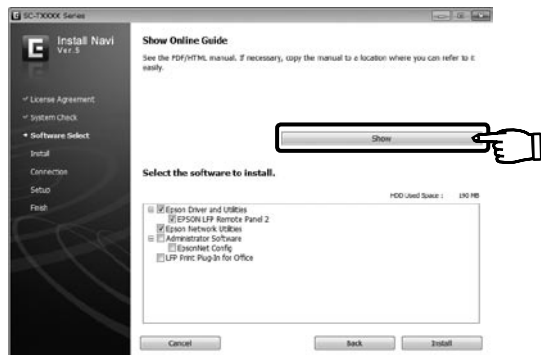 SC-TXXXX Series
Install Navi
Ver.5
License Agreement
System Check
Software Select
Install
Connection
Setup
Finish
Show Online Guide
See the PDF/HTML manual. If necessary, copy the manual to a location where you can refer to it
easily.
Show
Select the software to install.
HDD Used Space : 190 MB
Epson Driver and Utilities
EPSON LFP Remote Panel 2
Epson Network Utilities
Administrator Software
EpsonNet Config
LFP Print Plug-In for Office
Cancel
Back
Install